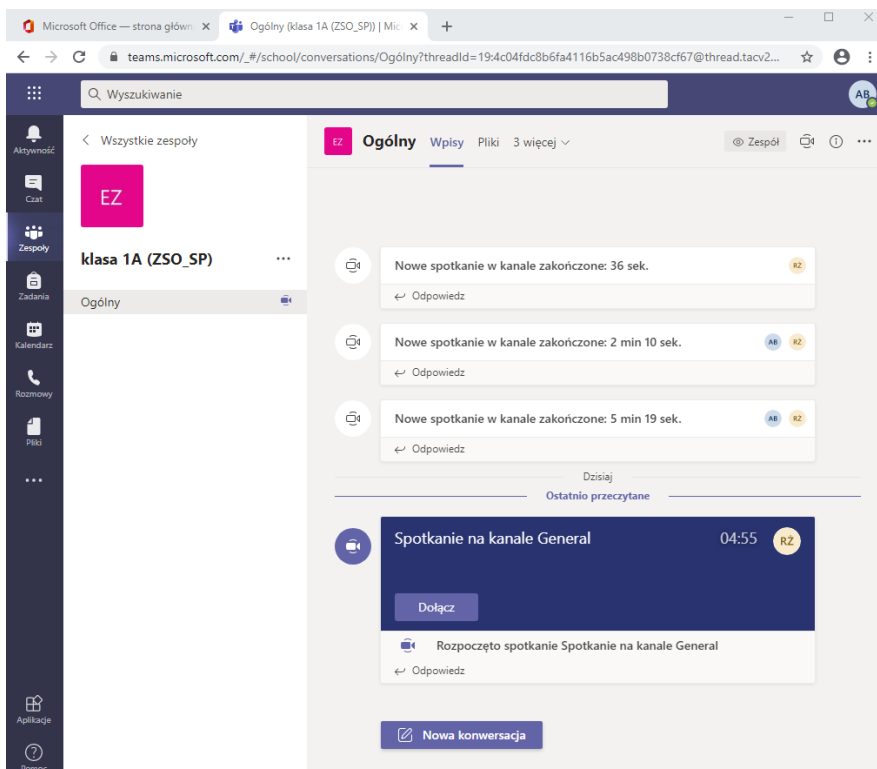 Microsoft Office — strona główn
Ogólny (klasa 1A (ZSO_SP)) | Mic
teams.microsoft.com/_#/school/conversations/Ogólny?threadId=19:4c04fdc8b6fa4116b5ac498b0738cf67@thread.tacv2...
Wyszukiwanie
AB
Aktywność
Czat
Zespoły
Zadania
Kalendarz
Rozmowy
Pliki
Aplikacje
Pomoc
Wszystkie zespoły
EZ
klasa 1A (ZSO_SP)
Ogólny
EZ Ogólny Wpisy Pliki 3 więcej Zespół
Nowe spotkanie w kanale zakończone: 36 sek. RŻ
Odpowiedz
Nowe spotkanie w kanale zakończone: 2 min 10 sek. AB RŻ
Odpowiedz
Nowe spotkanie w kanale zakończone: 5 min 19 sek. AB RŻ
Odpowiedz
Dzisiaj
Ostatnio przeczytane
Spotkanie na kanale General 04:55 RŻ
Dołącz
Rozpoczęto spotkanie Spotkanie na kanale General
Odpowiedz
Nowa konwersacja